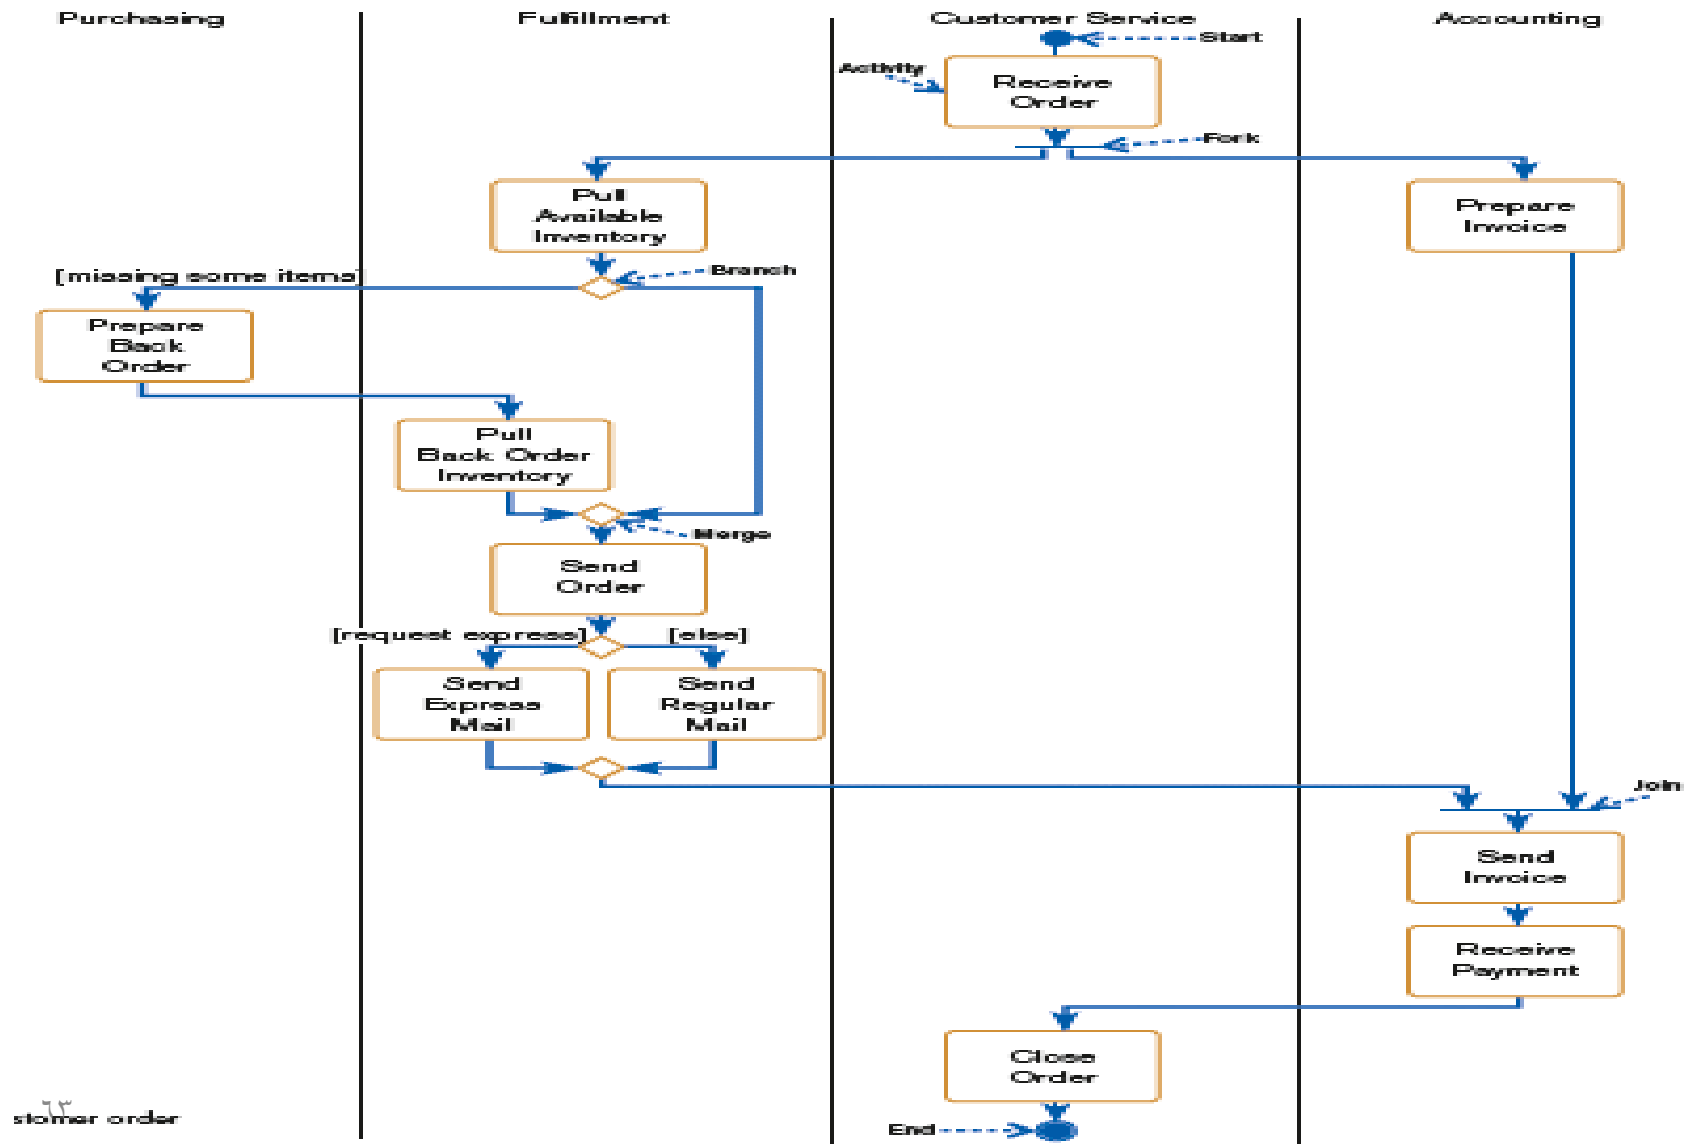 Purchasing
Fulfillment
Customer Service
Accounting
Start
Activity
Receive
Order
Fork
Pull
Available
Inventory
Prepare
Invoice
[missing some items]
Branch
Prepare
Back
Order
Pull
Back Order
Inventory
Merge
Send
Order
[request express]
[else]
Send
Express
Mail
Send
Regular
Mail
Join
Send
Invoice
Receive
Payment
Close
Order
٦٣
stomer order
End